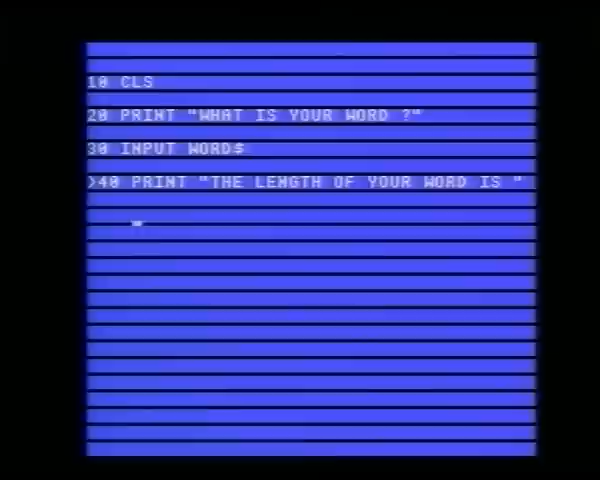 10 CLS
20 PRINT "WHAT IS YOUR WORD ?"
30 INPUT WORD$
>40 PRINT "THE LENGTH OF YOUR WORD IS "